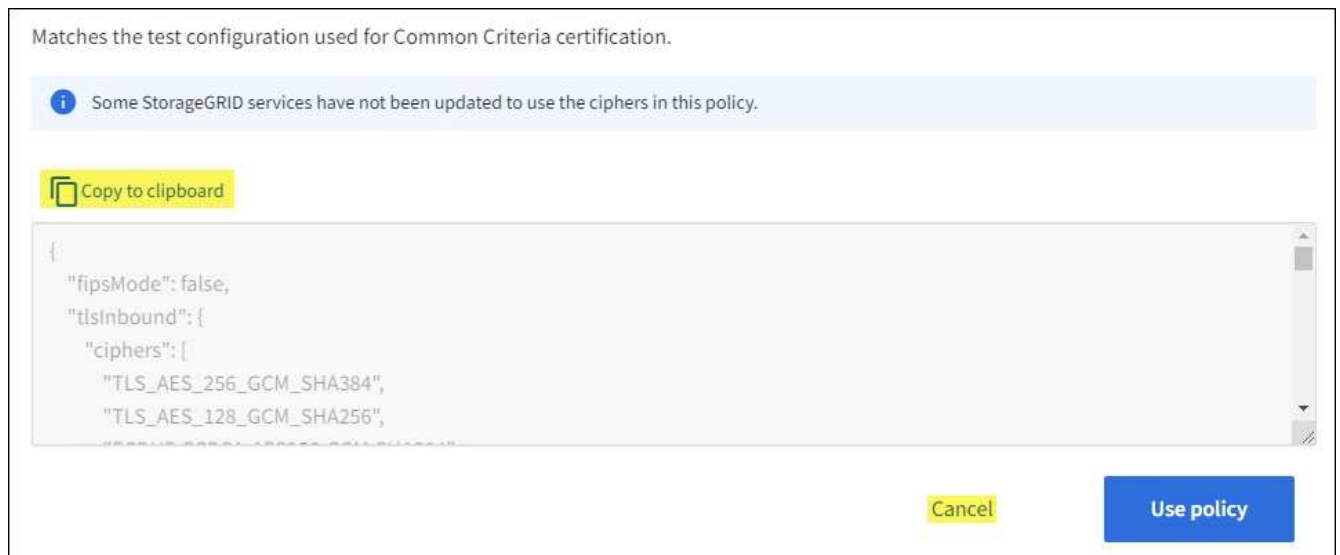 Matches the test configuration used for Common Criteria certification.
Some StorageGRID services have not been updated to use the ciphers in this policy.
Copy to clipboard
{
"fipsMode": false,
"tlsInbound": {
"ciphers": [
"TLS_AES_256_GCM_SHA384",
"TLS_AES_128_GCM_SHA256",
Cancel
Use policy